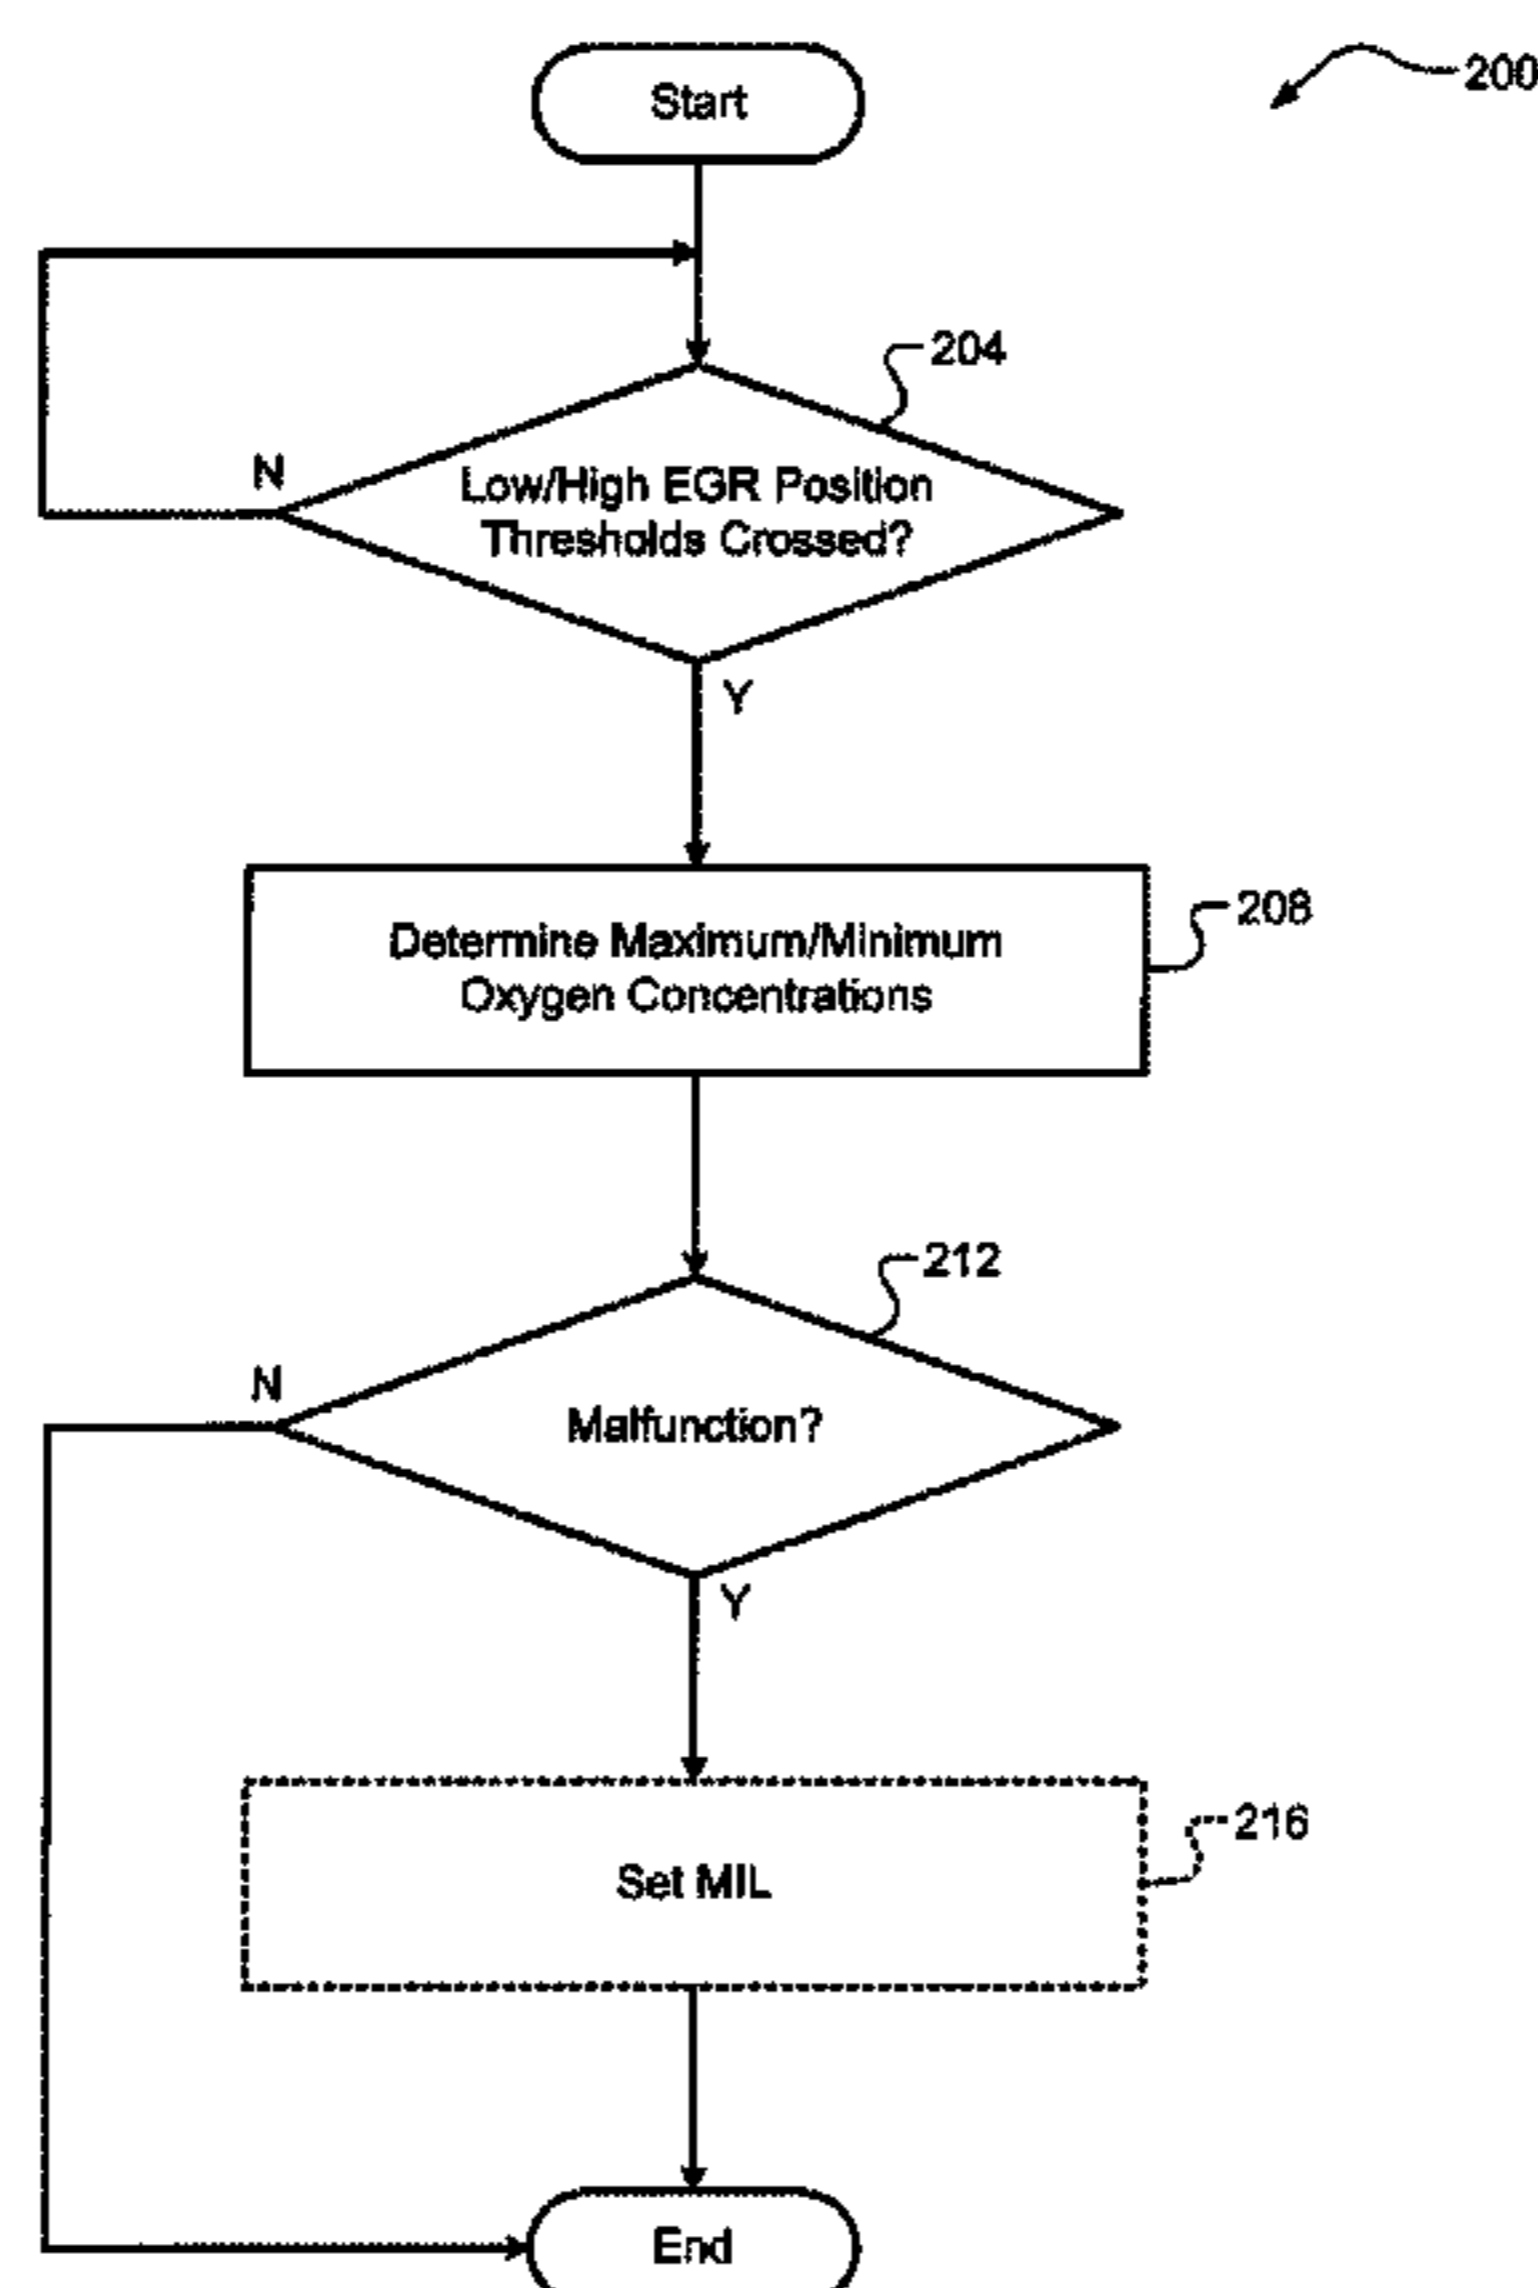 Start
200
204
N
Low/High EGR Position
Thresholds Crossed?
Y
208
Determine Maximum/Minimum
Oxygen Concentrations
212
N
Malfunction?
Y
216
Set MIL
End